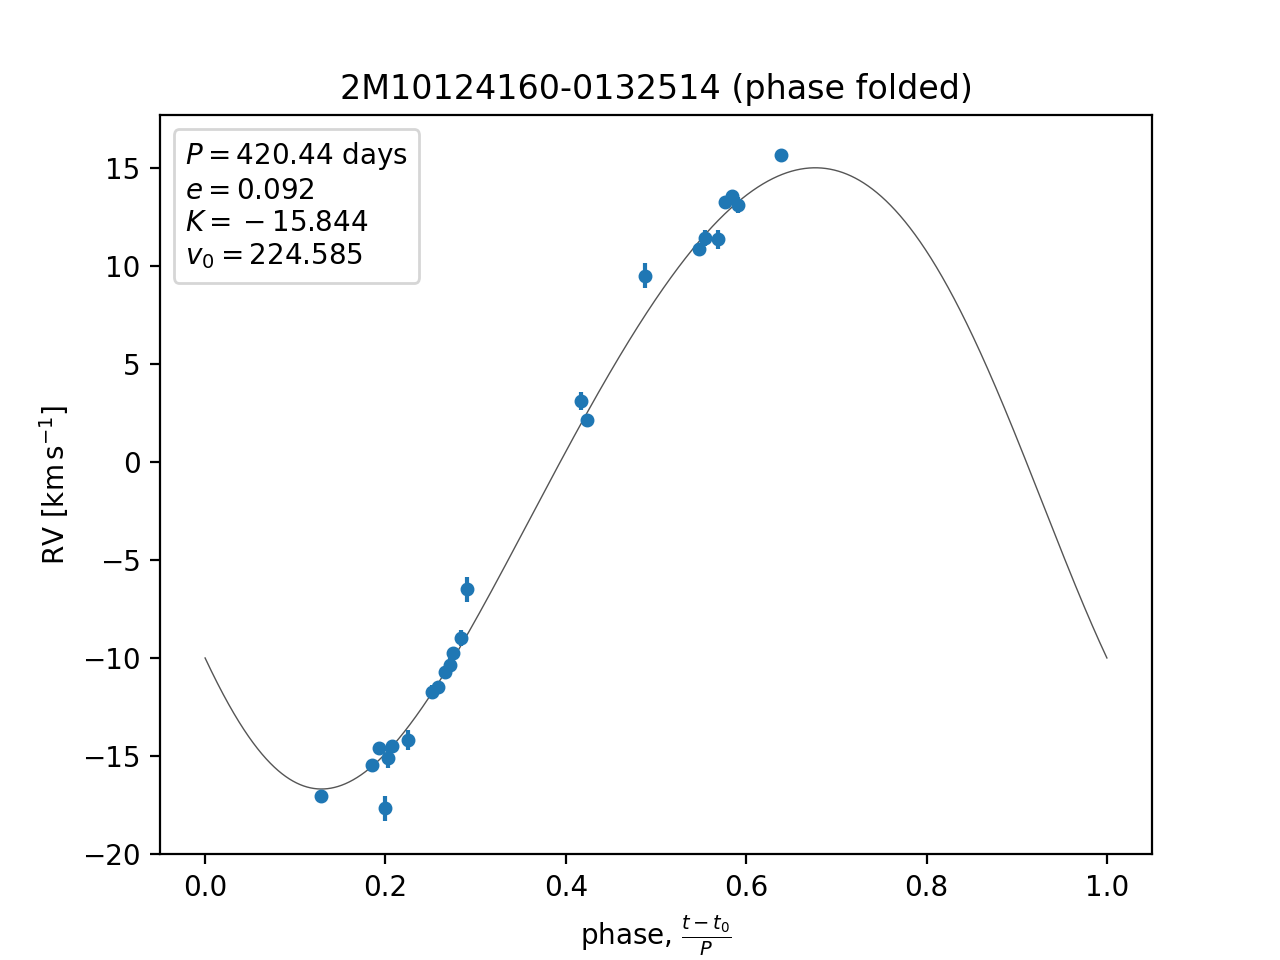 2M10124160-0132514 (phase folded)
P = 420.44 days
e = 0.092
K = −15.844
v₀ = 224.585
RV [km s⁻¹]
15
10
5
0
−5
−10
−15
−20
0.0 0.2 0.4 0.6 0.8 1.0
phase, (t − t₀)/P